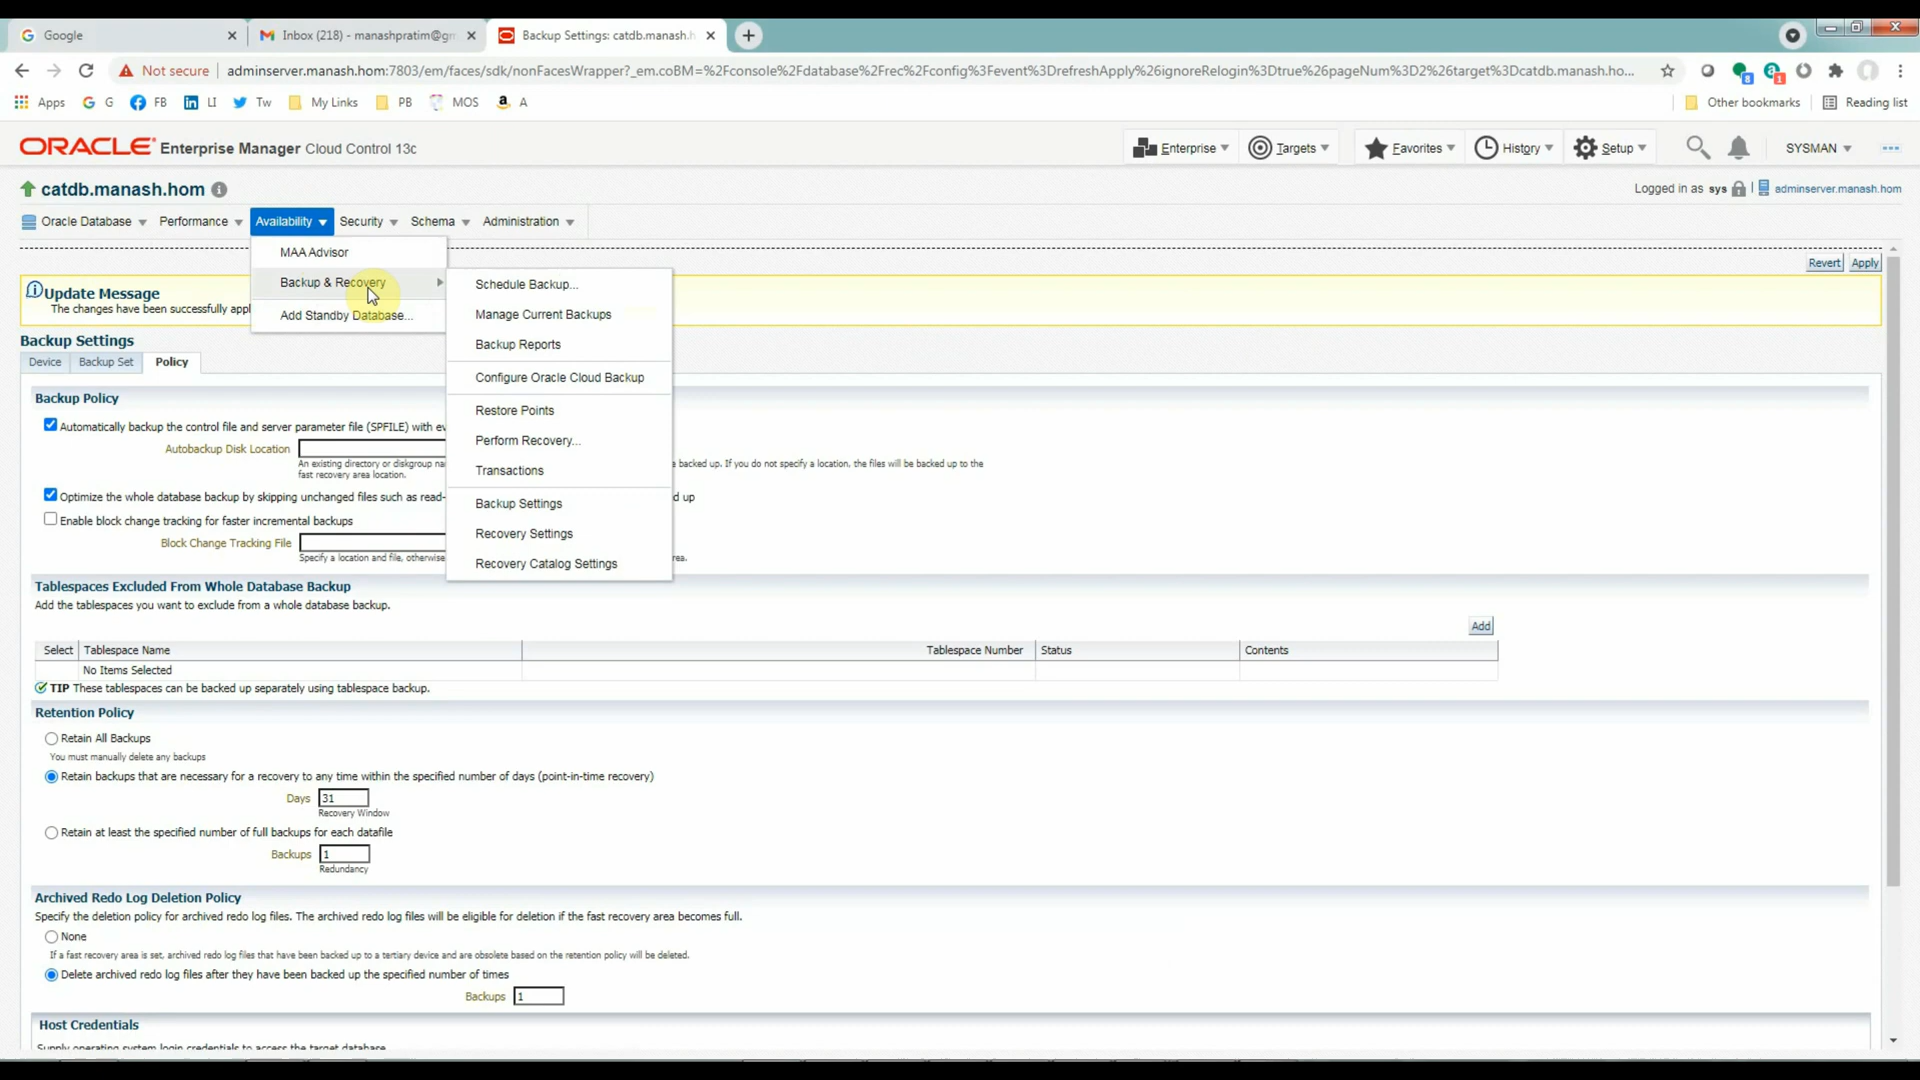 Google
Inbox (218) - manashpratim@gm
Backup Settings: catdb.manash.h
Not secure
adminserver.manash.hom:7803/em/faces/sdk/nonFacesWrapper?_em.coBM=%2Fconsole%2Fdatabase%2Frec%2Fconfig%3Fevent%3DrefreshApply%26ignoreRelogin%3Dtrue%26pageNum%3D2%26target%3Dcatdb.manash.ho...
Apps G FB LI Tw My Links PB MOS A Other bookmarks Reading list
ORACLE Enterprise Manager Cloud Control 13c
Enterprise Targets Favorites History Setup SYSMAN
catdb.manash.hom
Logged in as sys adminserver.manash.hom
Oracle Database Performance Availability Security Schema Administration
MAA Advisor
Backup & Recovery
Add Standby Database...
Schedule Backup...
Manage Current Backups
Backup Reports
Configure Oracle Cloud Backup
Restore Points
Perform Recovery...
Transactions
Backup Settings
Recovery Settings
Recovery Catalog Settings
Revert Apply
Update Message
The changes have been successfully appl
Backup Settings
Device Backup Set Policy
Backup Policy
Automatically backup the control file and server parameter file (SPFILE) with ev
Autobackup Disk Location
An existing directory or diskgroup na
backed up. If you do not specify a location, the files will be backed up to the
fast recovery area location.
Optimize the whole database backup by skipping unchanged files such as read- d up
Enable block change tracking for faster incremental backups
Block Change Tracking File
Specify a location and file, otherwise rea.
Tablespaces Excluded From Whole Database Backup
Add the tablespaces you want to exclude from a whole database backup.
Add
Select Tablespace Name Tablespace Number Status Contents
No Items Selected
TIP These tablespaces can be backed up separately using tablespace backup.
Retention Policy
Retain All Backups
You must manually delete any backups
Retain backups that are necessary for a recovery to any time within the specified number of days (point-in-time recovery)
Days 31
Recovery Window
Retain at least the specified number of full backups for each datafile
Backups 1
Redundancy
Archived Redo Log Deletion Policy
Specify the deletion policy for archived redo log files. The archived redo log files will be eligible for deletion if the fast recovery area becomes full.
None
If a fast recovery area is set, archived redo log files that have been backed up to a tertiary device and are obsolete based on the retention policy will be deleted.
Delete archived redo log files after they have been backed up the specified number of times
Backups 1
Host Credentials
Supply operating system login credentials to access the target database